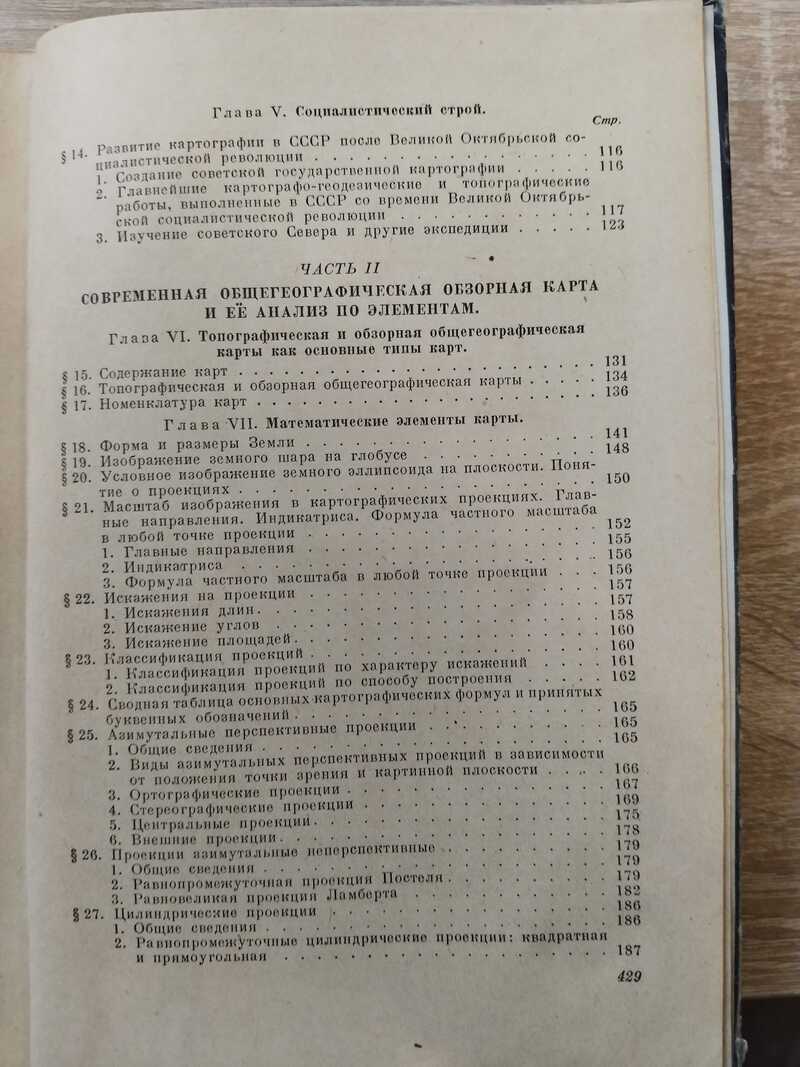 Глава V. Социалистический строй.
Стр.
§ 14. Развитие картографии в СССР после Великой Октябрьской со-
циалистической революции . . . . . . . . . . . . . . . . 116
1. Создание советской государственной картографии . . . . . 116
2. Главнейшие картографо-геодезические и топографические
работы, выполненные в СССР со времени Великой Октябрь-
ской социалистической революции . . . . . . . . . . . 117
3. Изучение советского Севера и другие экспедиции . . . . . 123
ЧАСТЬ II
СОВРЕМЕННАЯ ОБЩЕГЕОГРАФИЧЕСКАЯ ОБЗОРНАЯ КАРТА
И ЕЁ АНАЛИЗ ПО ЭЛЕМЕНТАМ.
Глава VI. Топографическая и обзорная общегеографическая
карты как основные типы карт.
§ 15. Содержание карт . . . . . . . . . . . . . . . . . . . . 131
§ 16. Топографическая и обзорная общегеографическая карты . . . . . 134
§ 17. Номенклатура карт . . . . . . . . . . . . . . . . . . . 136
Глава VII. Математические элементы карты.
§ 18. Форма и размеры Земли . . . . . . . . . . . . . . . . . 141
§ 19. Изображение земного шара на глобусе . . . . . . . . . . . 148
§ 20. Условное изображение земного эллипсоида на плоскости. Поня-
тие о проекциях . . . . . . . . . . . . . . . . . . . . . 150
§ 21. Масштаб изображения в картографических проекциях. Глав-
ные направления. Индикатриса. Формула частного масштаба
в любой точке проекции . . . . . . . . . . . . . . . . . 152
1. Главные направления . . . . . . . . . . . . . . . . . 155
2. Индикатриса . . . . . . . . . . . . . . . . . . . . . 156
3. Формула частного масштаба в любой точке проекции . . . 156
§ 22. Искажения на проекции . . . . . . . . . . . . . . . . . 157
1. Искажения длин. . . . . . . . . . . . . . . . . . . . 157
2. Искажение углов . . . . . . . . . . . . . . . . . . . 158
3. Искажение площадей. . . . . . . . . . . . . . . . . . 160
§ 23. Классификация проекций . . . . . . . . . . . . . . . . 160
1. Классификация проекций по характеру искажений . . . . 161
2. Классификация проекций по способу построения . . . . . 162
§ 24. Сводная таблица основных картографических формул и принятых
буквенных обозначений . . . . . . . . . . . . . . . . . 165
§ 25. Азимутальные перспективные проекции . . . . . . . . . . 165
1. Общие сведения . . . . . . . . . . . . . . . . . . . 165
2. Виды азимутальных перспективных проекций в зависимости
от положения точки зрения и картинной плоскости . . . . . 166
3. Ортографические проекции . . . . . . . . . . . . . . . 167
4. Стереографические проекции . . . . . . . . . . . . . . 169
5. Центральные проекции. . . . . . . . . . . . . . . . . 175
6. Внешние проекции. . . . . . . . . . . . . . . . . . . 178
§ 26. Проекции азимутальные неперспективные . . . . . . . . . 179
1. Общие сведения . . . . . . . . . . . . . . . . . . . 179
2. Равнопромежуточная проекция Постеля . . . . . . . . . 179
3. Равновеликая проекция Ламберта . . . . . . . . . . . . 182
§ 27. Цилиндрические проекции . . . . . . . . . . . . . . . . 186
1. Общие сведения . . . . . . . . . . . . . . . . . . . 186
2. Равнопромежуточные цилиндрические проекции: квадратная
и прямоугольная . . . . . . . . . . . . . . . . . . . 187
429